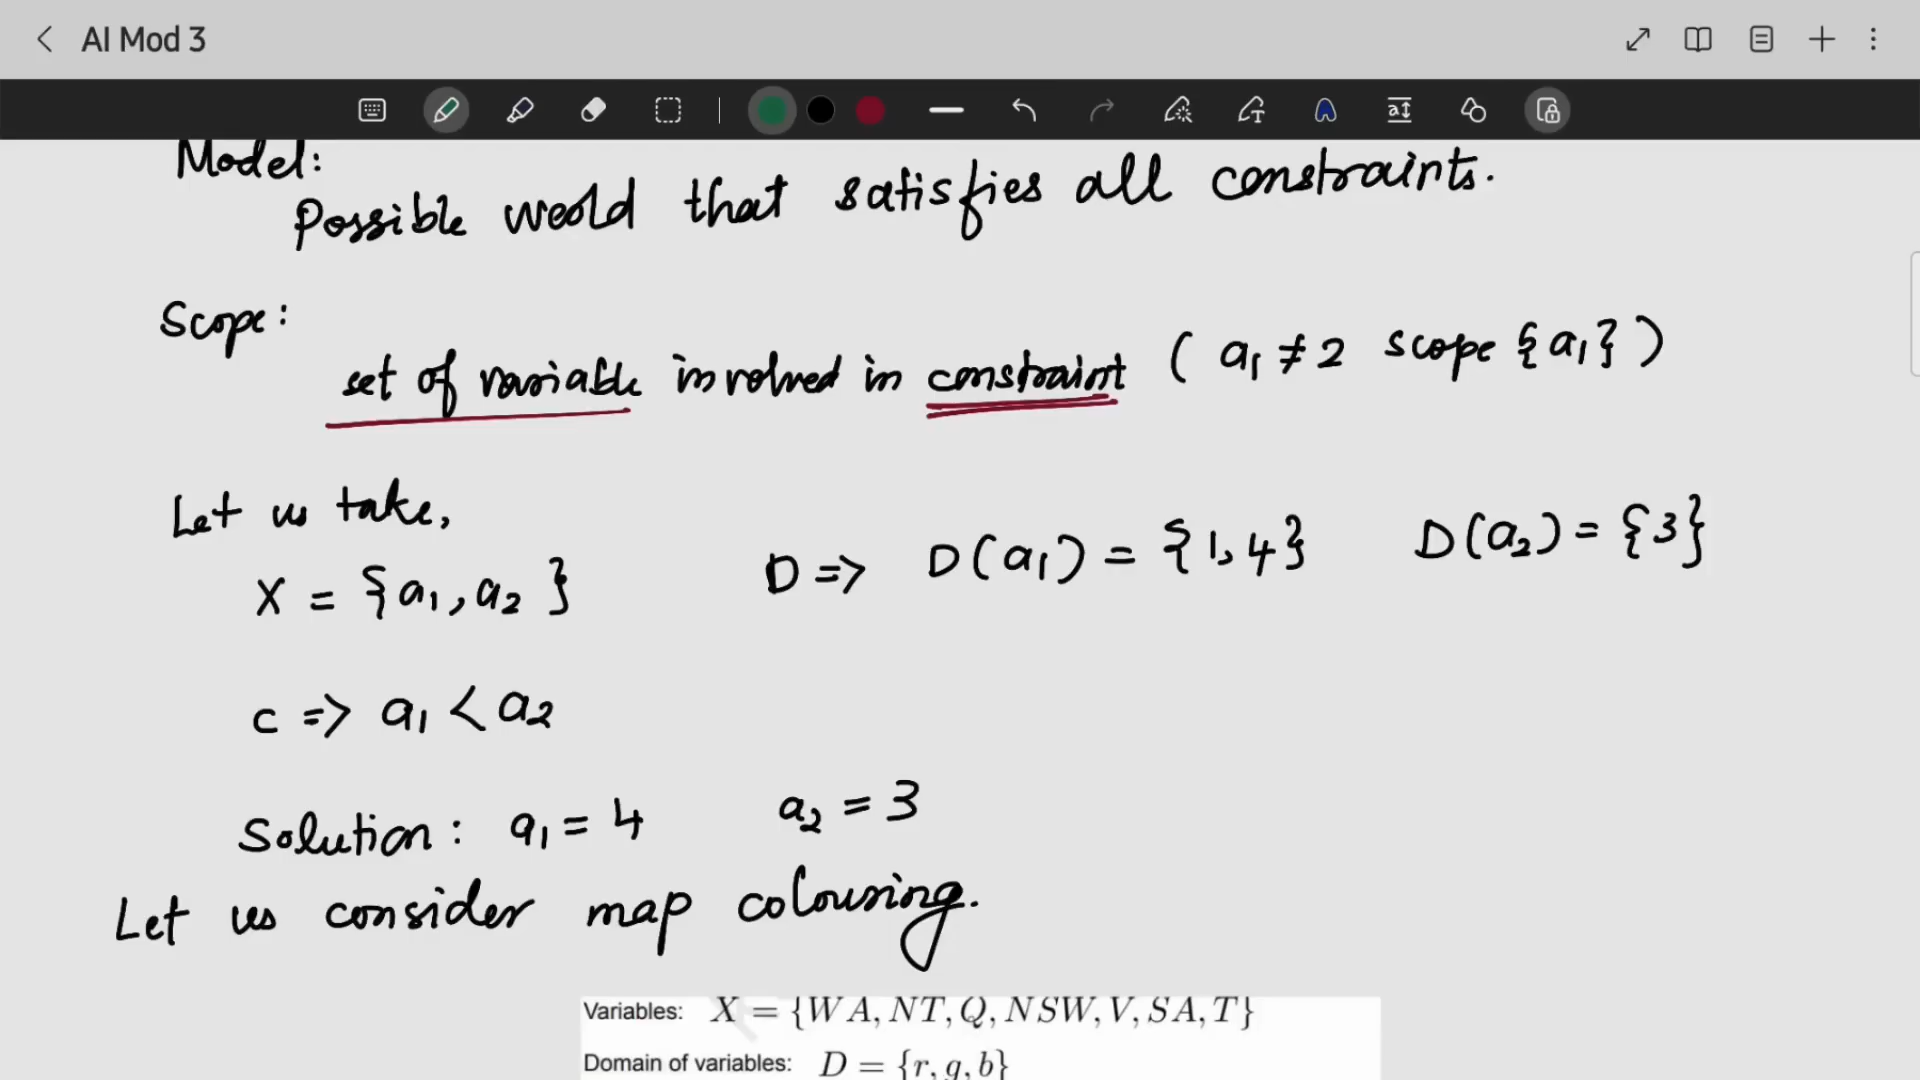 AI Mod 3
Model:
Possible world that satisfies all constraints.
Scope:
set of variable involved in constraint ( a₁ ≠ 2 scope {a₁} )
Let us take,
X = {a₁, a₂ } D => D(a₁) = {1, 4} D(a₂) = {3}
c => a₁ < a₂
Solution: a₁ = 4 a₂ = 3
Let us consider map colouring.
Variables: X = {WA, NT, Q, NSW, V, SA, T}
Domain of variables: D = {r, g, b}